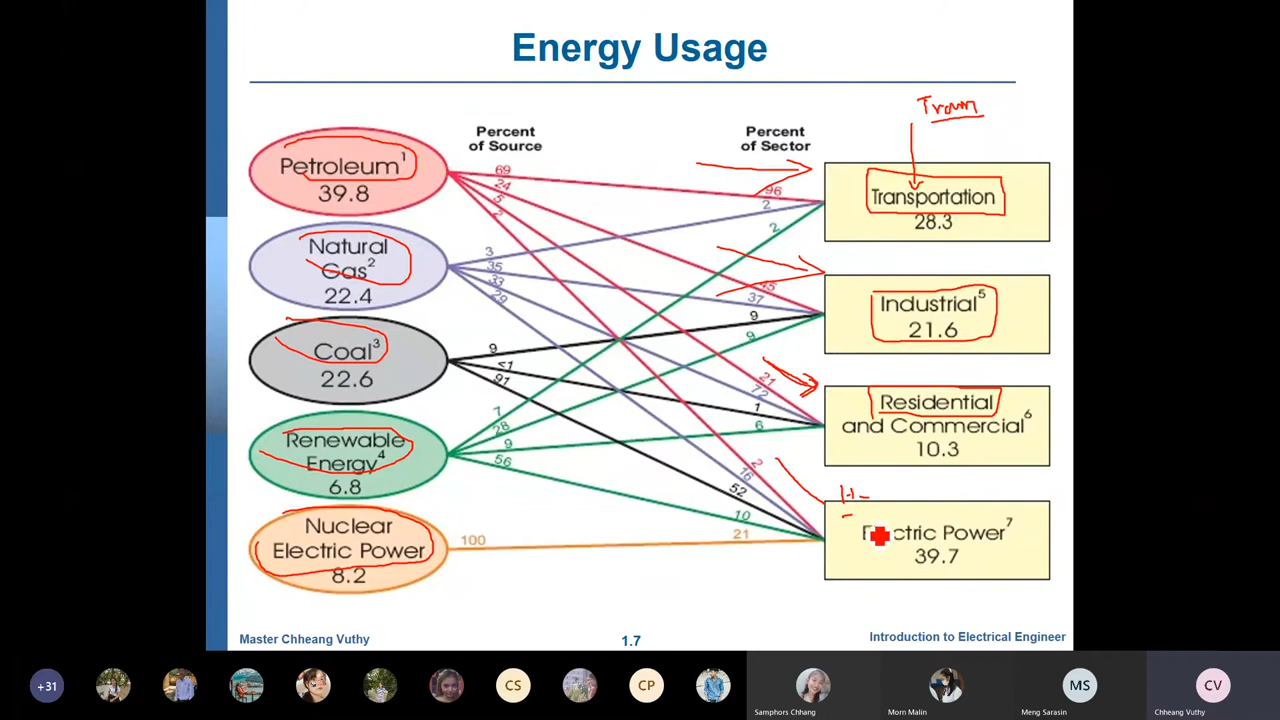 Energy Usage
Percent
of Source
Percent
of Sector
Tram
Petroleum¹
39.8
Natural
Gas²
22.4
Coal³
22.6
Renewable
Energy⁴
6.8
Nuclear
Electric Power
8.2
69
24
5
2
3
35
33
29
9
<1
91
7
28
9
56
100
96
2
2
45
37
9
9
21
72
1
6
2
16
52
10
21
Transportation
28.3
Industrial⁵
21.6
Residential
and Commercial⁶
10.3
Electric Power⁷
39.7
Master Chheang Vuthy
1.7
Introduction to Electrical Engineer
+31
CS
CP
MS
CV
Samphors Chhang
Morn Malin
Meng Sarasin
Chheang Vuthy